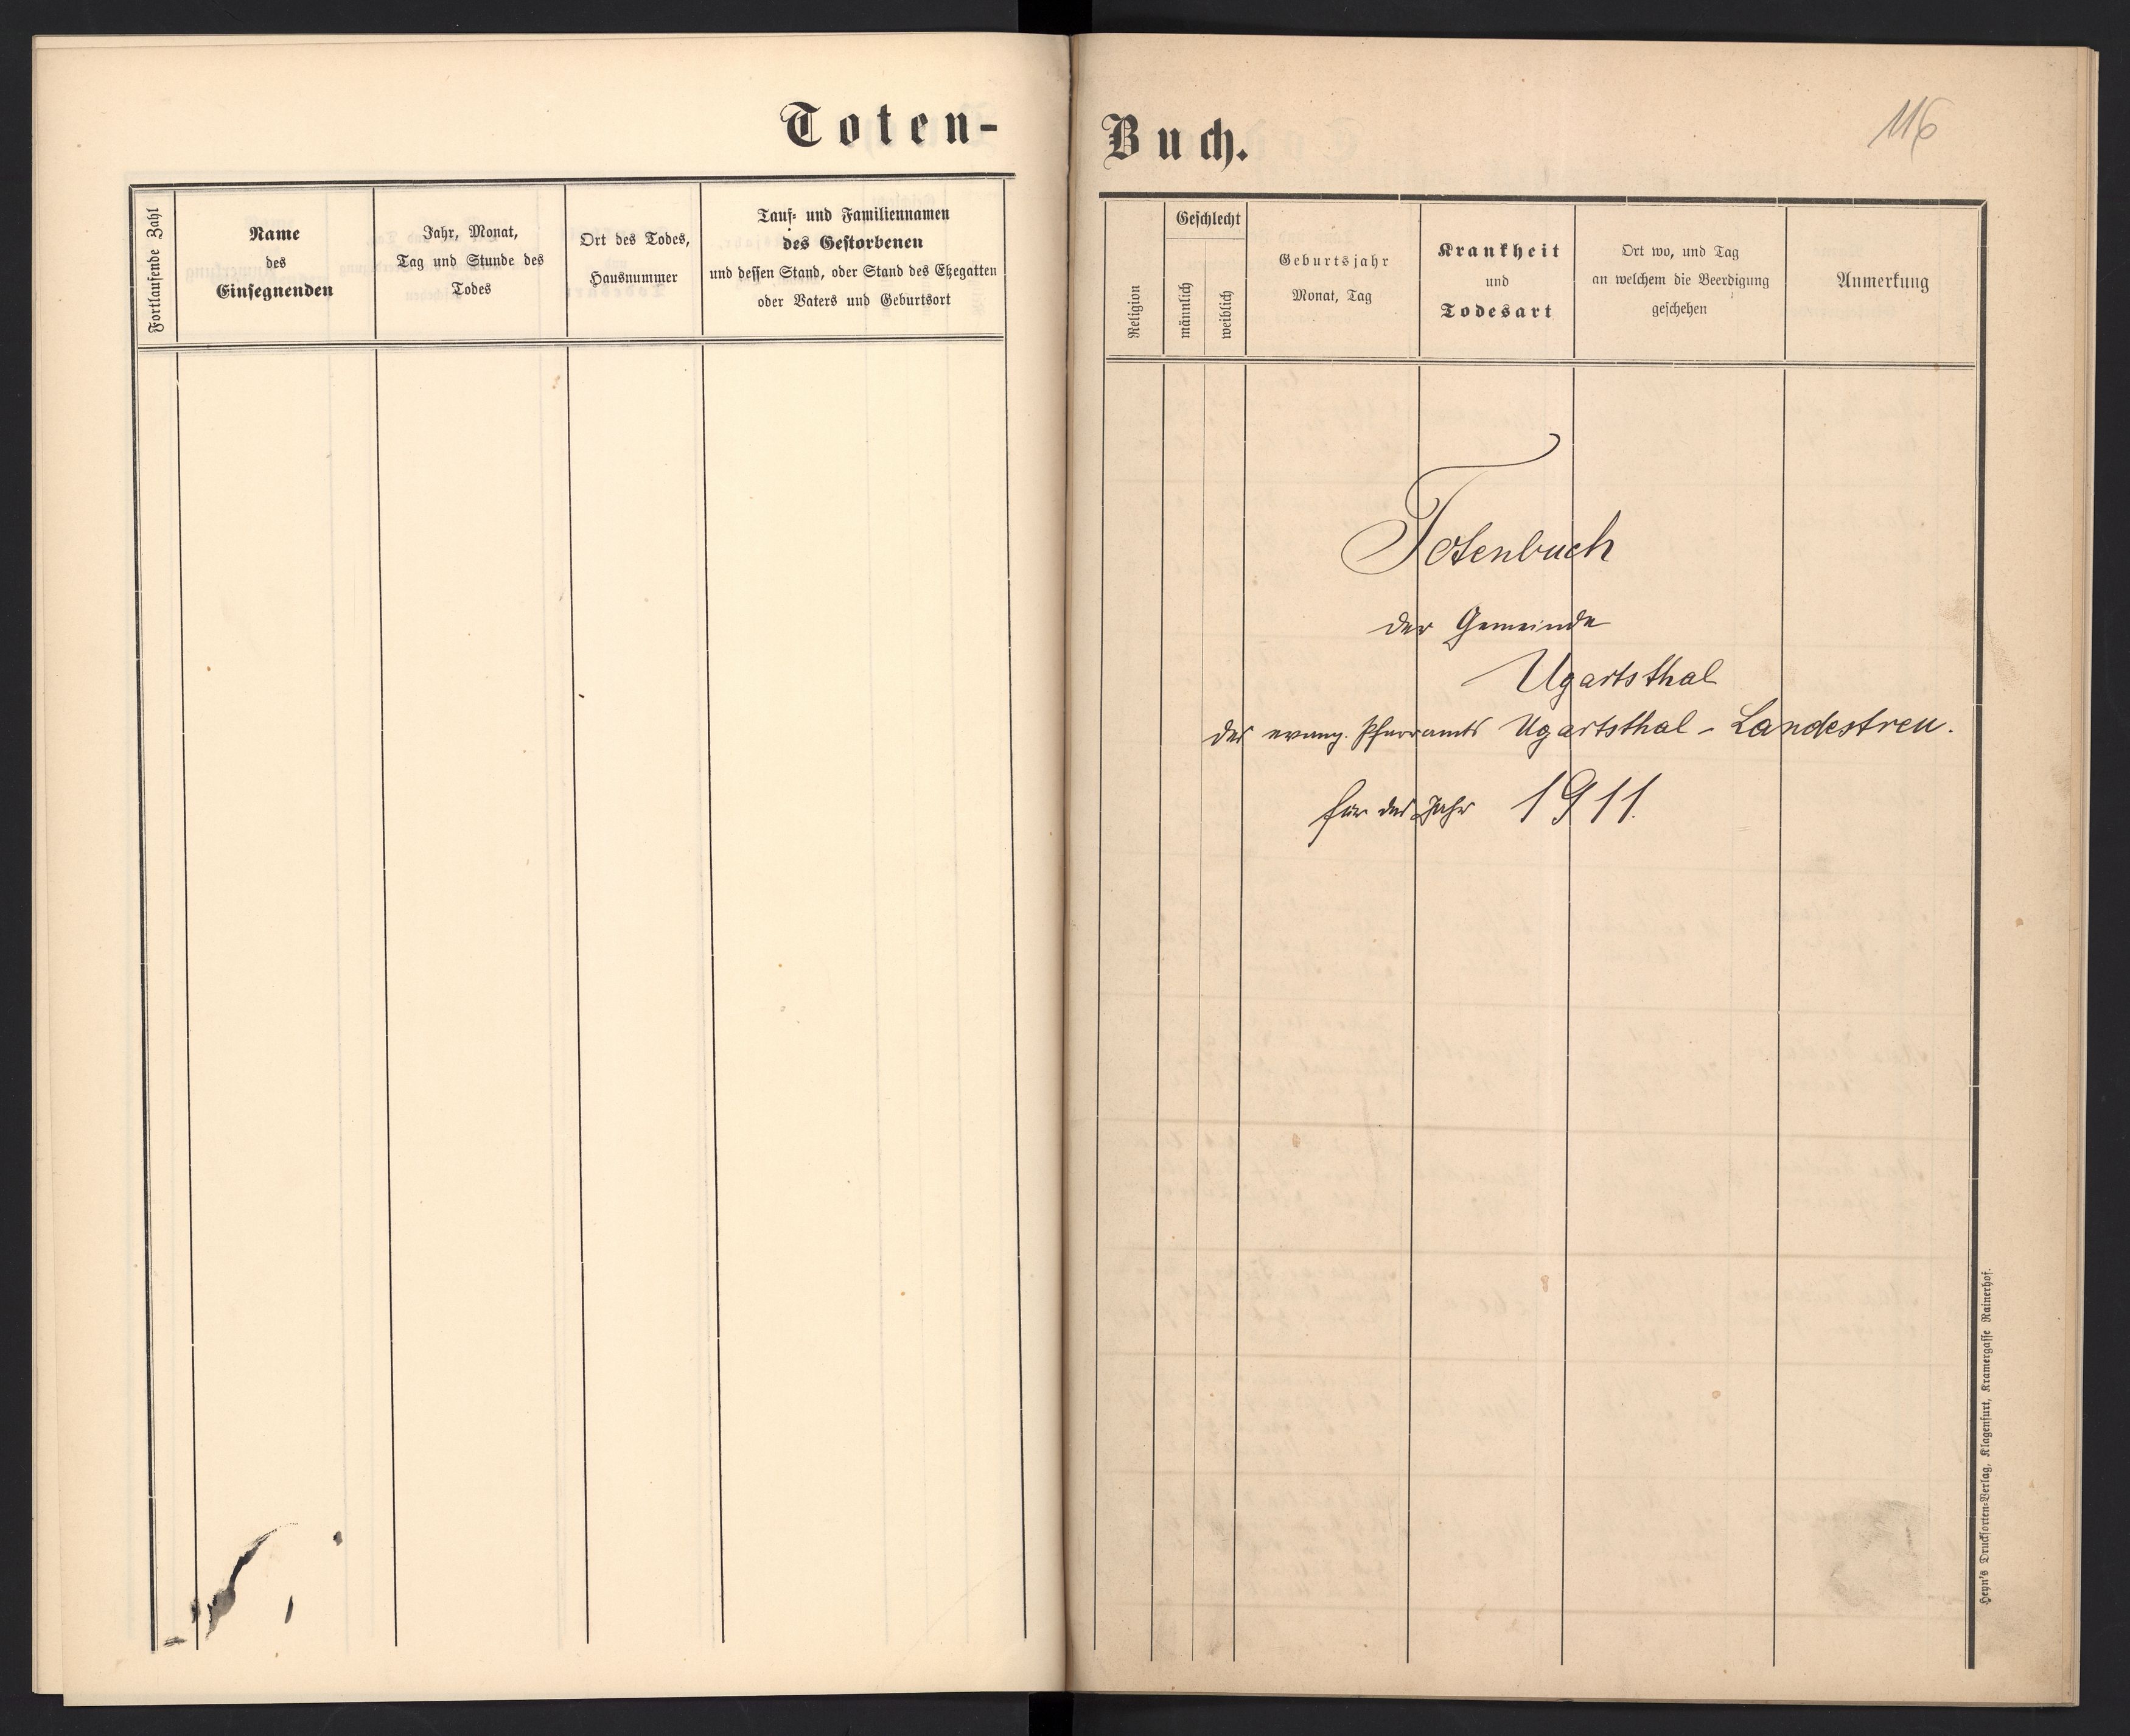 Toten-
Fortlaufende Zahl
Name
des
Einsegnenden
Jahr, Monat,
Tag und Stunde des
Todes
Ort des Todes,
Hausnummer
Tauf- und Familiennamen
des Gestorbenen
und dessen Stand, oder Stand des Ehegatten
oder Vaters und Geburtsort
Buch.
116
Religion
Geschlecht
männlich
weiblich
Geburtsjahr
Monat, Tag
Krankheit
und
Todesart
Ort wo, und Tag
an welchem die Beerdigung
geschehen
Anmerkung
Totenbuch
der Gemeinde
Ugartsthal
des evang. Pfarramts Ugartsthal - Landestreu.
für das Jahr 1911.
Heyn's Drucksorten-Verlag, Klagenfurt, Kramergasse Rainerhof.